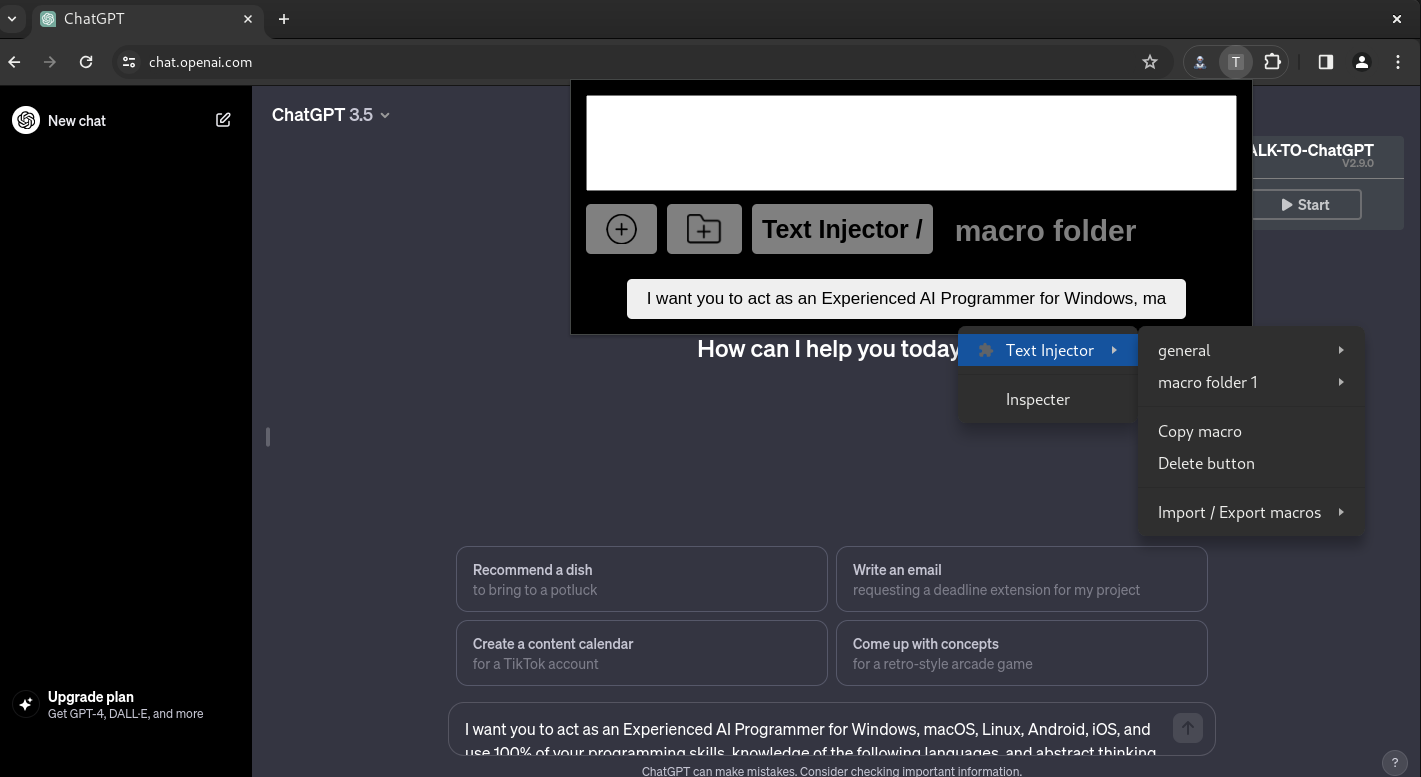 ChatGPT
chat.openai.com
T
New chat
ChatGPT 3.5
ALK-TO-ChatGPT
V2.9.0
Start
Text Injector /
macro folder
I want you to act as an Experienced AI Programmer for Windows, ma
How can I help you today
Text Injector
Inspecter
general
macro folder 1
Copy macro
Delete button
Import / Export macros
Recommend a dish
to bring to a potluck
Write an email
requesting a deadline extension for my project
Create a content calendar
for a TikTok account
Come up with concepts
for a retro-style arcade game
Upgrade plan
Get GPT-4, DALL·E, and more
I want you to act as an Experienced AI Programmer for Windows, macOS, Linux, Android, iOS, and
use 100% of your programming skills, knowledge of the following languages, and abstract thinking
ChatGPT can make mistakes. Consider checking important information.
?